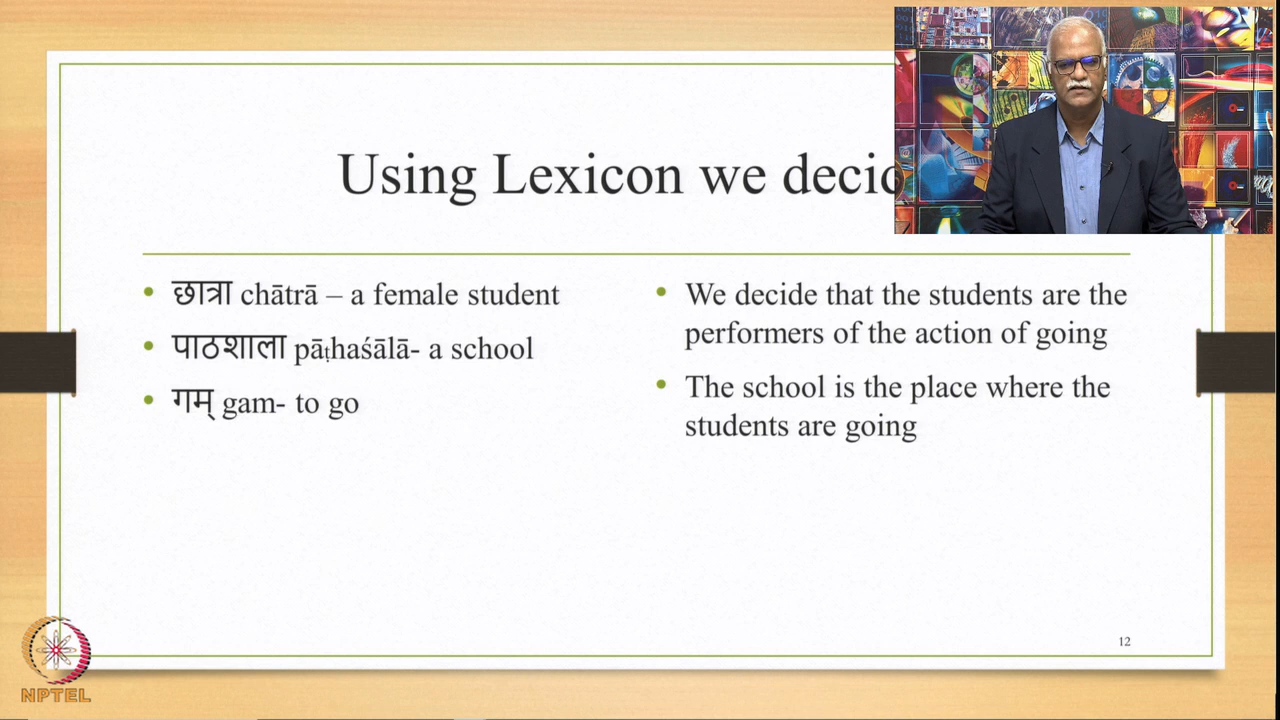 Using Lexicon we
• छात्रा chātrā – a female student
• पाठशाला pāṭhaśālā- a school
• गम् gam- to go
• We decide that the students are the
performers of the action of going
• The school is the place where the
students are going
12
NPTEL